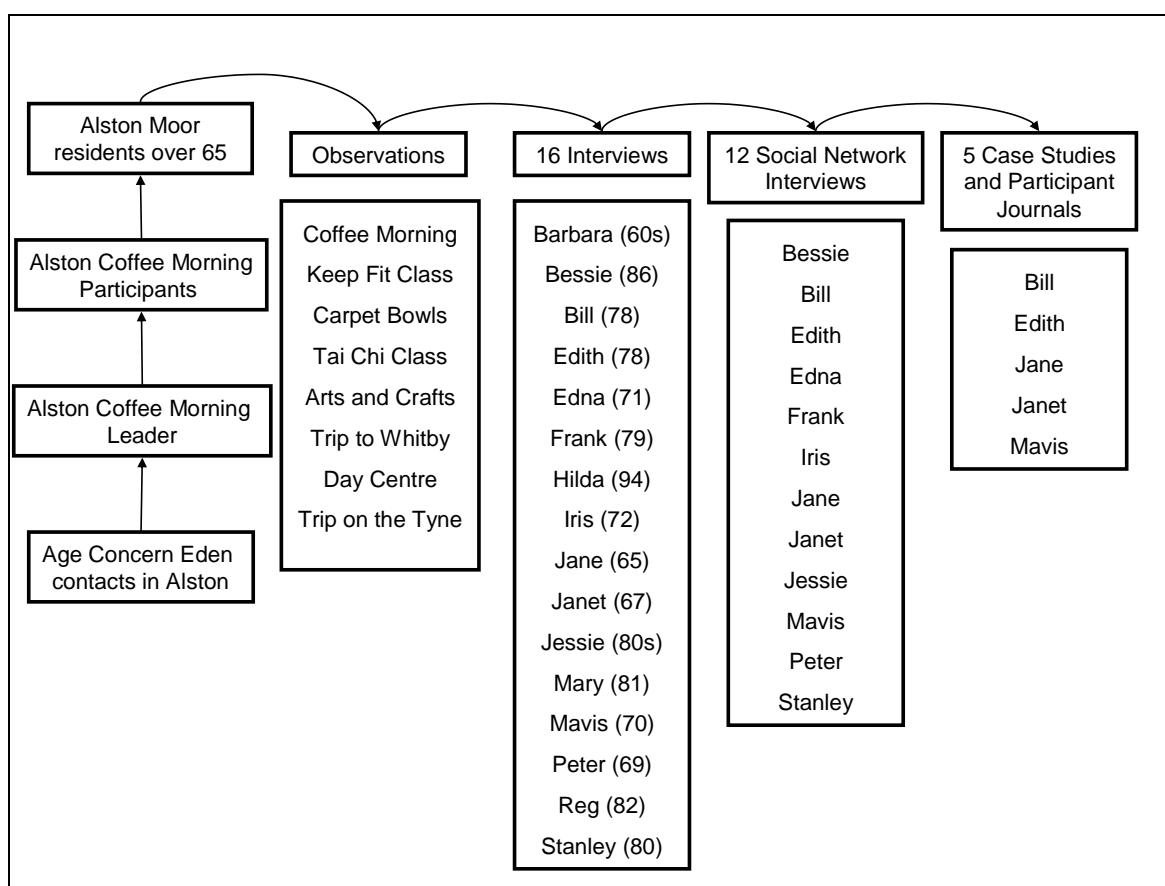 Alston Moor
residents over 65
Alston Coffee Morning
Participants
Alston Coffee Morning
Leader
Age Concern Eden
contacts in Alston
Observations
Coffee Morning
Keep Fit Class
Carpet Bowls
Tai Chi Class
Arts and Crafts
Trip to Whitby
Day Centre
Trip on the Tyne
16 Interviews
Barbara (60s)
Bessie (86)
Bill (78)
Edith (78)
Edna (71)
Frank (79)
Hilda (94)
Iris (72)
Jane (65)
Janet (67)
Jessie (80s)
Mary (81)
Mavis (70)
Peter (69)
Reg (82)
Stanley (80)
12 Social Network
Interviews
Bessie
Bill
Edith
Edna
Frank
Iris
Jane
Janet
Jessie
Mavis
Peter
Stanley
5 Case Studies
and Participant
Journals
Bill
Edith
Jane
Janet
Mavis